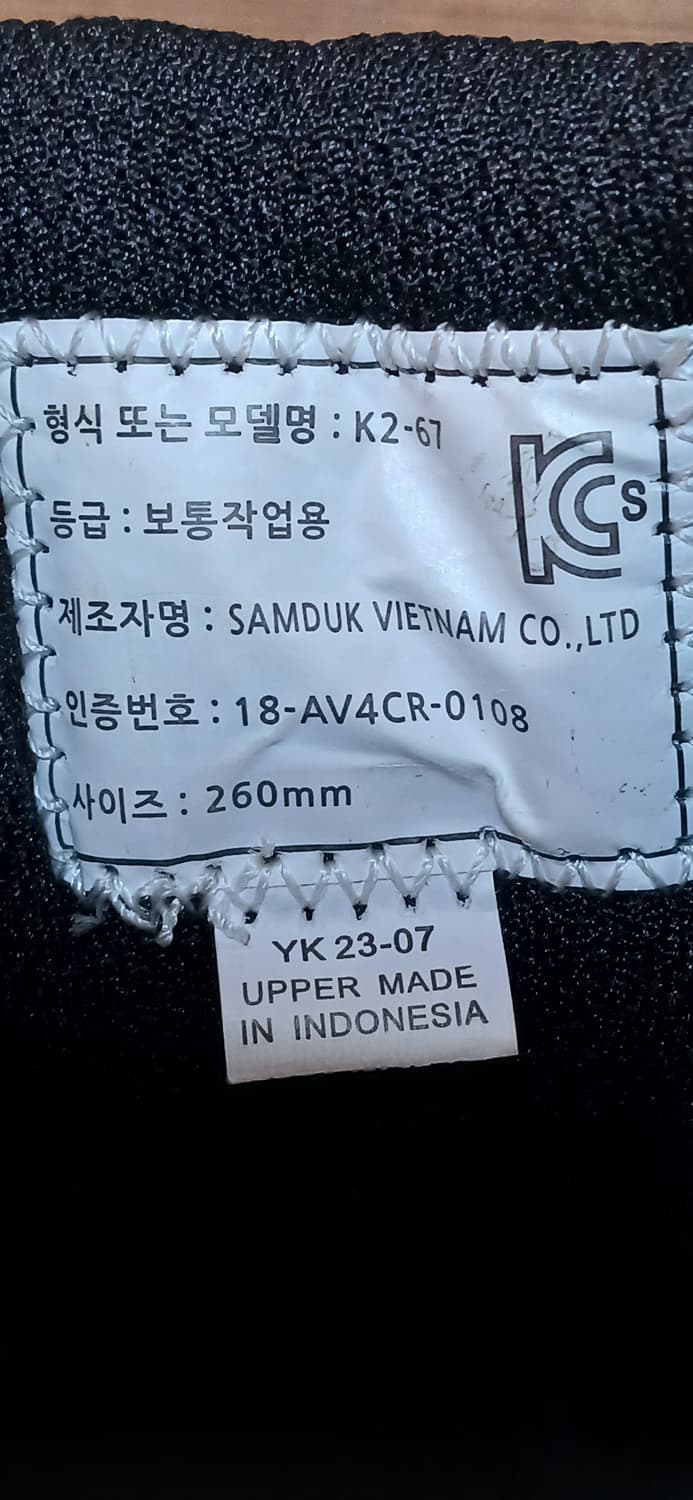 형식 또는 모델명 : K2-67
KCs
등급 : 보통작업용
제조자명 : SAMDUK VIETNAM CO.,LTD
인증번호 : 18-AV4CR-0108
사이즈 : 260mm
YK 23-07
UPPER MADE
IN INDONESIA